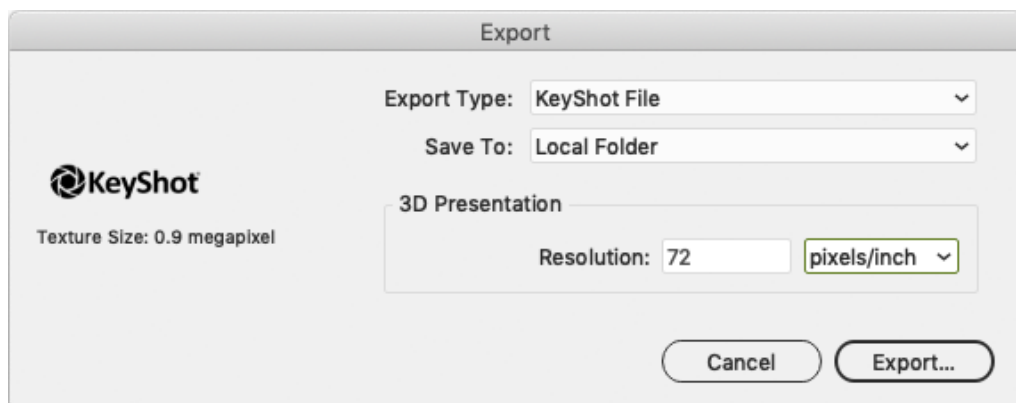 Export
Export Type: KeyShot File
Save To: Local Folder
KeyShot
Texture Size: 0.9 megapixel
3D Presentation
Resolution: 72 pixels/inch
Cancel Export...